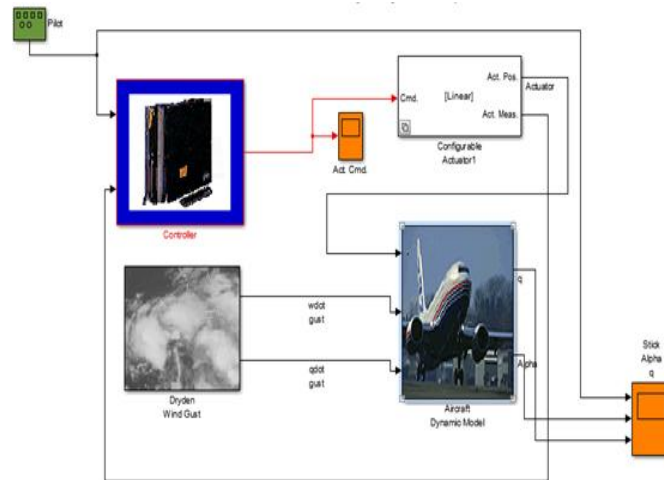 Pilot
Act. Pos.
Actuator
Cmd.
[Linear]
Act. Meas.
Configurable
Actuator1
Act. Cmd.
Controller
q
wdot
gust
Stick
Alpha
q
qdot
gust
Alpha
Dryden
Wind Gust
Aircraft
Dynamic Model